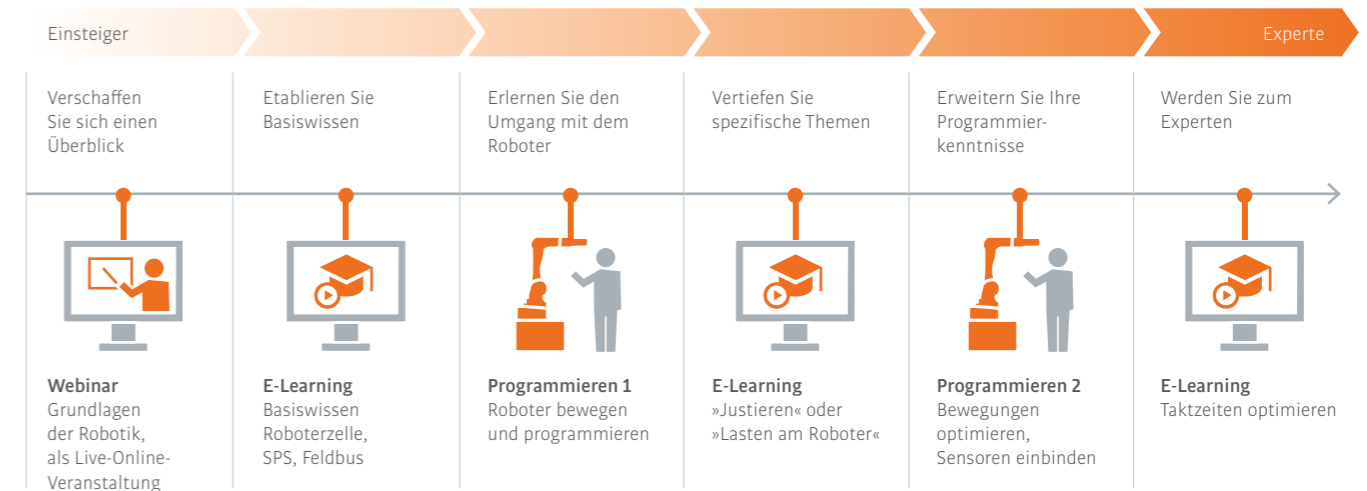 Einsteiger
Experte
Verschaffen
Sie sich einen
Überblick
Etablieren Sie
Basiswissen
Erlernen Sie den
Umgang mit dem
Roboter
Vertiefen Sie
spezifische Themen
Erweitern Sie Ihre
Programmier-
kenntnisse
Werden Sie zum
Experten
Webinar
Grundlagen
der Robotik,
als Live-Online-
Veranstaltung
E-Learning
Basiswissen
Roboterzelle,
SPS, Feldbus
Programmieren 1
Roboter bewegen
und programmieren
E-Learning
»Justieren« oder
»Lasten am Roboter«
Programmieren 2
Bewegungen
optimieren,
Sensoren einbinden
E-Learning
Taktzeiten optimieren